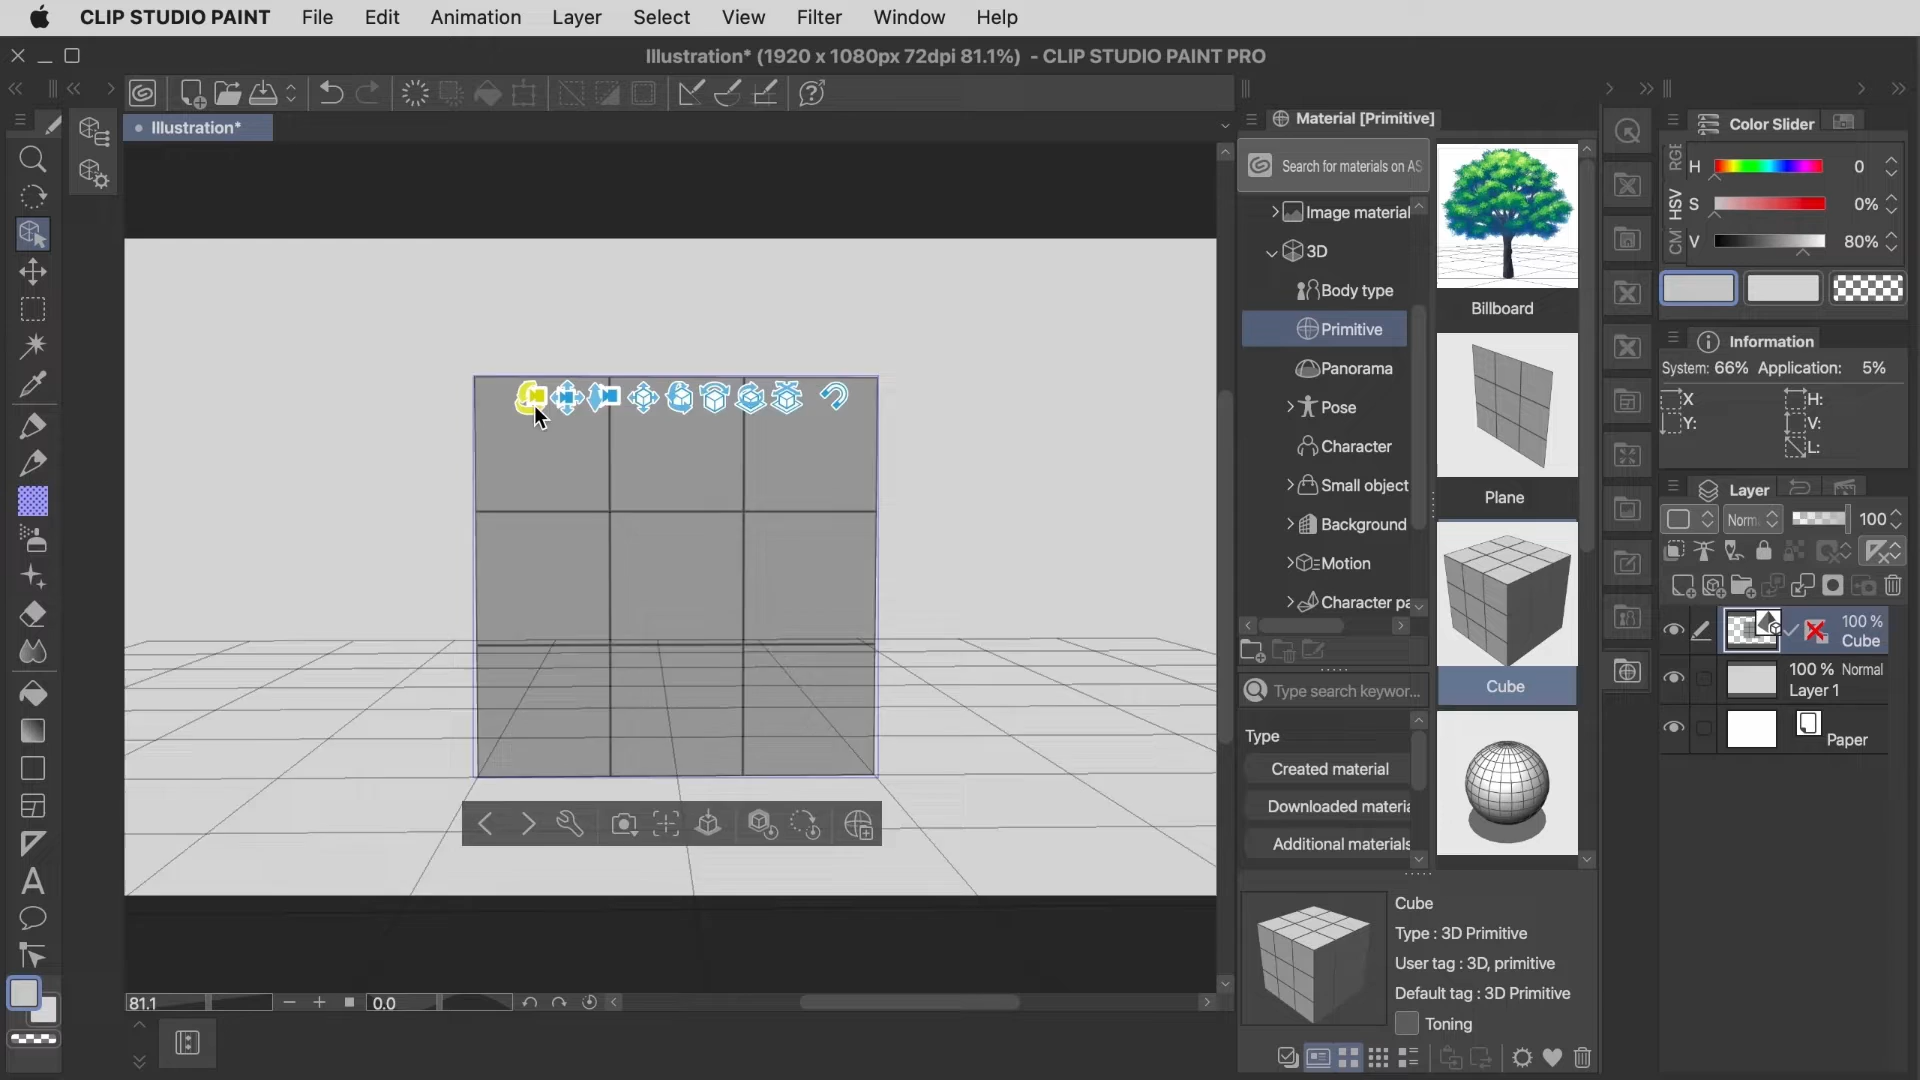 CLIP STUDIO PAINT File Edit Animation Layer Select View Filter Window Help
Illustration* (1920 x 1080px 72dpi 81.1%) - CLIP STUDIO PAINT PRO
Illustration*
81.1
0.0
Material [Primitive]
Search for materials on AS
Image material
3D
Body type
Primitive
Panorama
Pose
Character
Small object
Background
Motion
Character pa
Type search keywor...
Type
Created material
Downloaded materia
Additional materials
Billboard
Plane
Cube
Cube
Type : 3D Primitive
User tag : 3D, primitive
Default tag : 3D Primitive
Toning
Color Slider
RGB
HSV
CM
H 0
S 0%
V 80%
Information
System: 66% Application: 5%
X H:
Y: V:
L:
Layer
Norm 100
100 %
Cube
100 % Normal
Layer 1
Paper